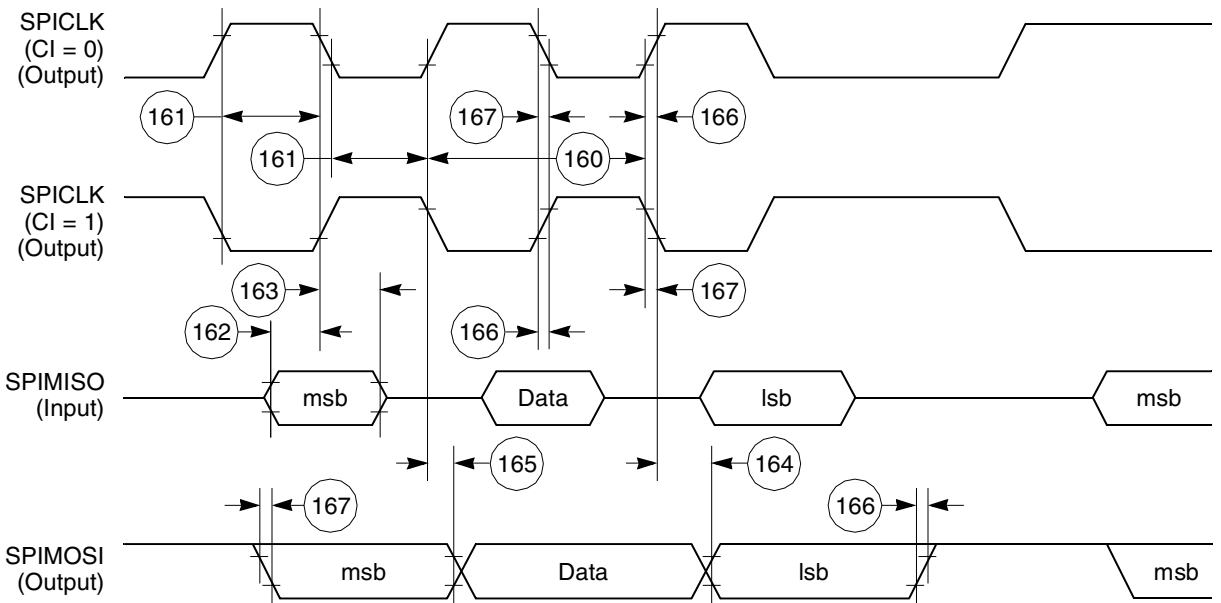 SPICLK
(CI = 0)
(Output)
161
167
166
161
160
SPICLK
(CI = 1)
(Output)
163
167
162
166
SPIMISO
(Input)
msb
Data
lsb
msb
165
164
167
166
SPIMOSI
(Output)
msb
Data
lsb
msb